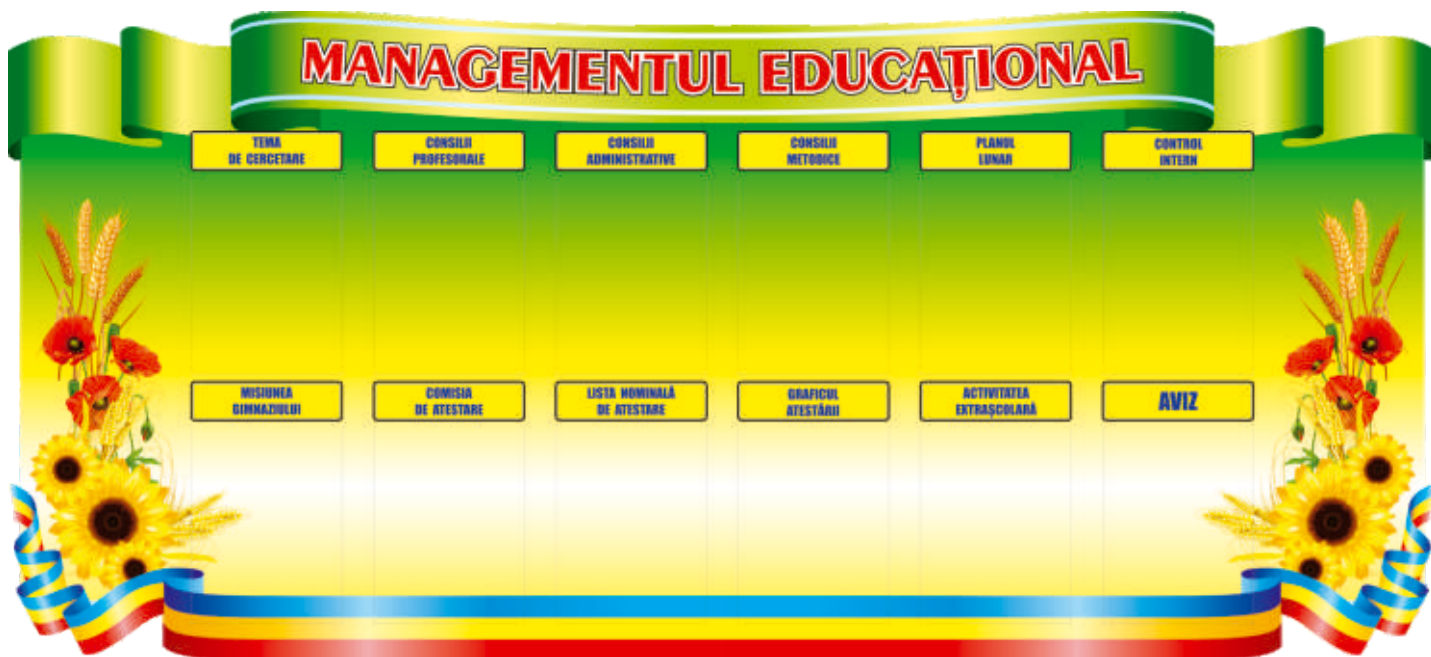 MANAGEMENTUL EDUCAȚIONAL
TEMA
DE CERCETARE
CONSILII
PROFESORALE
CONSILII
ADMINISTRATIVE
CONSILII
METODICE
PLANUL
LUNAR
CONTROL
INTERN
MISIUNEA
GIMNAZIULUI
COMISIA
DE ATESTARE
LISTA NOMINALĂ
DE ATESTARE
GRAFICUL
ATESTĂRII
ACTIVITATEA
EXTRAȘCOLARĂ
AVIZ